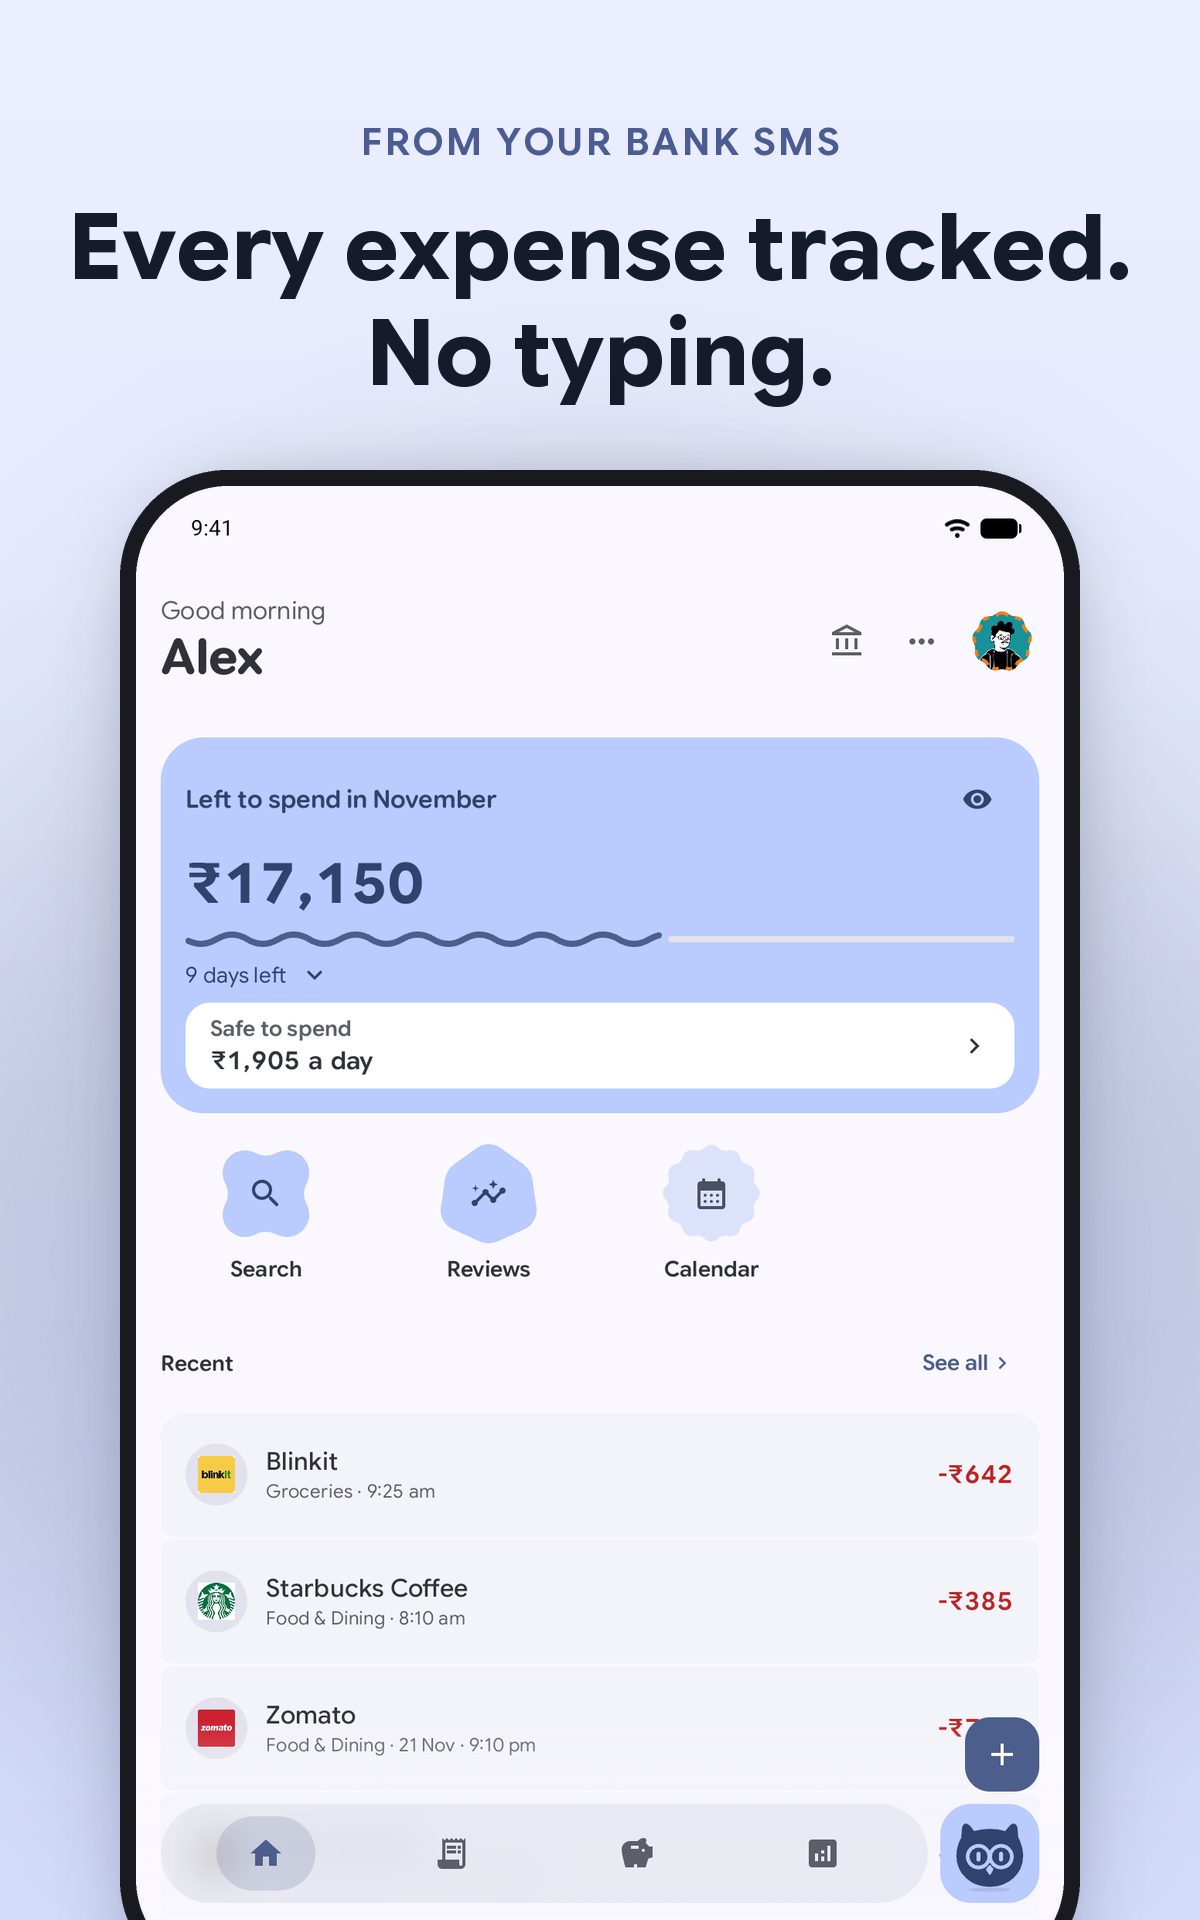 FROM YOUR BANK SMS
Every expense tracked.
No typing.
9:41
Good morning
Alex
Left to spend in November
₹17,150
9 days left
Safe to spend
₹1,905 a day
Search
Reviews
Calendar
Recent
See all
blinkit
Blinkit
Groceries · 9:25 am
-₹642
Starbucks Coffee
Food & Dining · 8:10 am
-₹385
zomato
Zomato
Food & Dining · 21 Nov · 9:10 pm